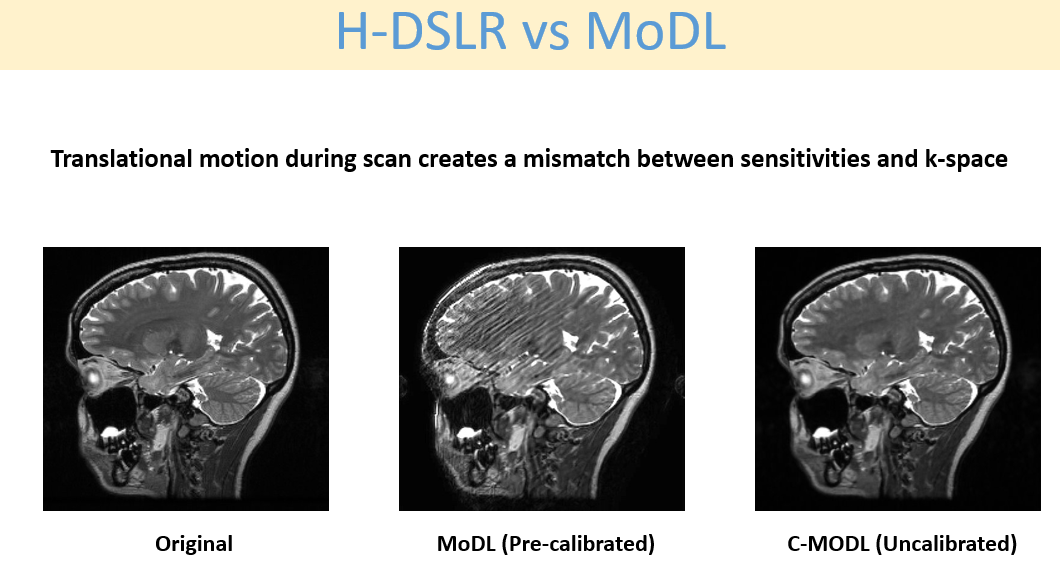 H-DSLR vs MoDL
Translational motion during scan creates a mismatch between sensitivities and k-space
Original
MoDL (Pre-calibrated)
C-MODL (Uncalibrated)